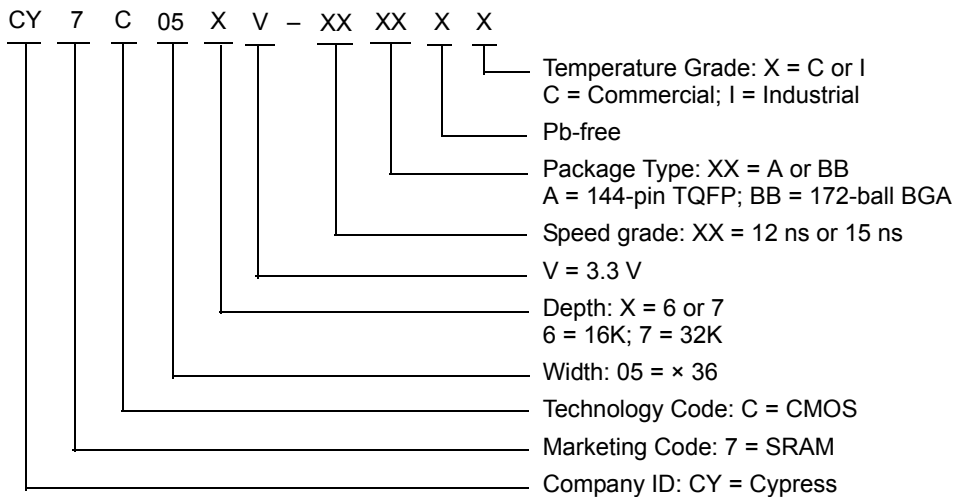 CY 7 C 05 X V – XX XX X X
Temperature Grade: X = C or I
C = Commercial; I = Industrial
Pb-free
Package Type: XX = A or BB
A = 144-pin TQFP; BB = 172-ball BGA
Speed grade: XX = 12 ns or 15 ns
V = 3.3 V
Depth: X = 6 or 7
6 = 16K; 7 = 32K
Width: 05 = × 36
Technology Code: C = CMOS
Marketing Code: 7 = SRAM
Company ID: CY = Cypress